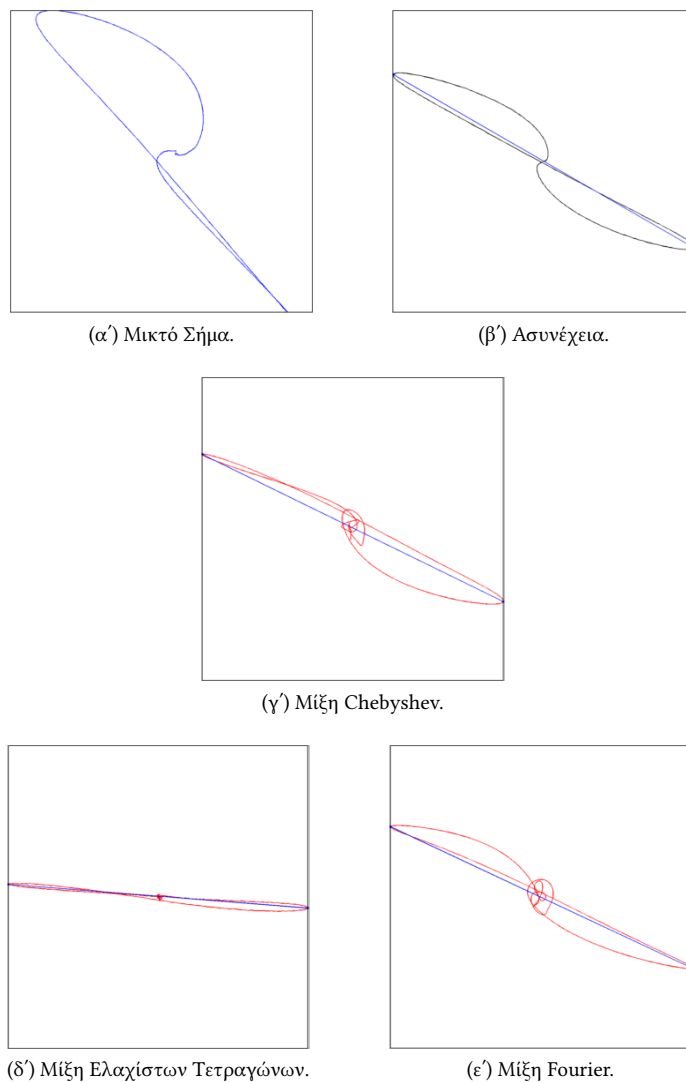 (α′) Μικτό Σήμα.
(β′) Ασυνέχεια.
(γ′) Μίξη Chebyshev.
(δ′) Μίξη Ελαχίστων Τετραγώνων.
(ε′) Μίξη Fourier.